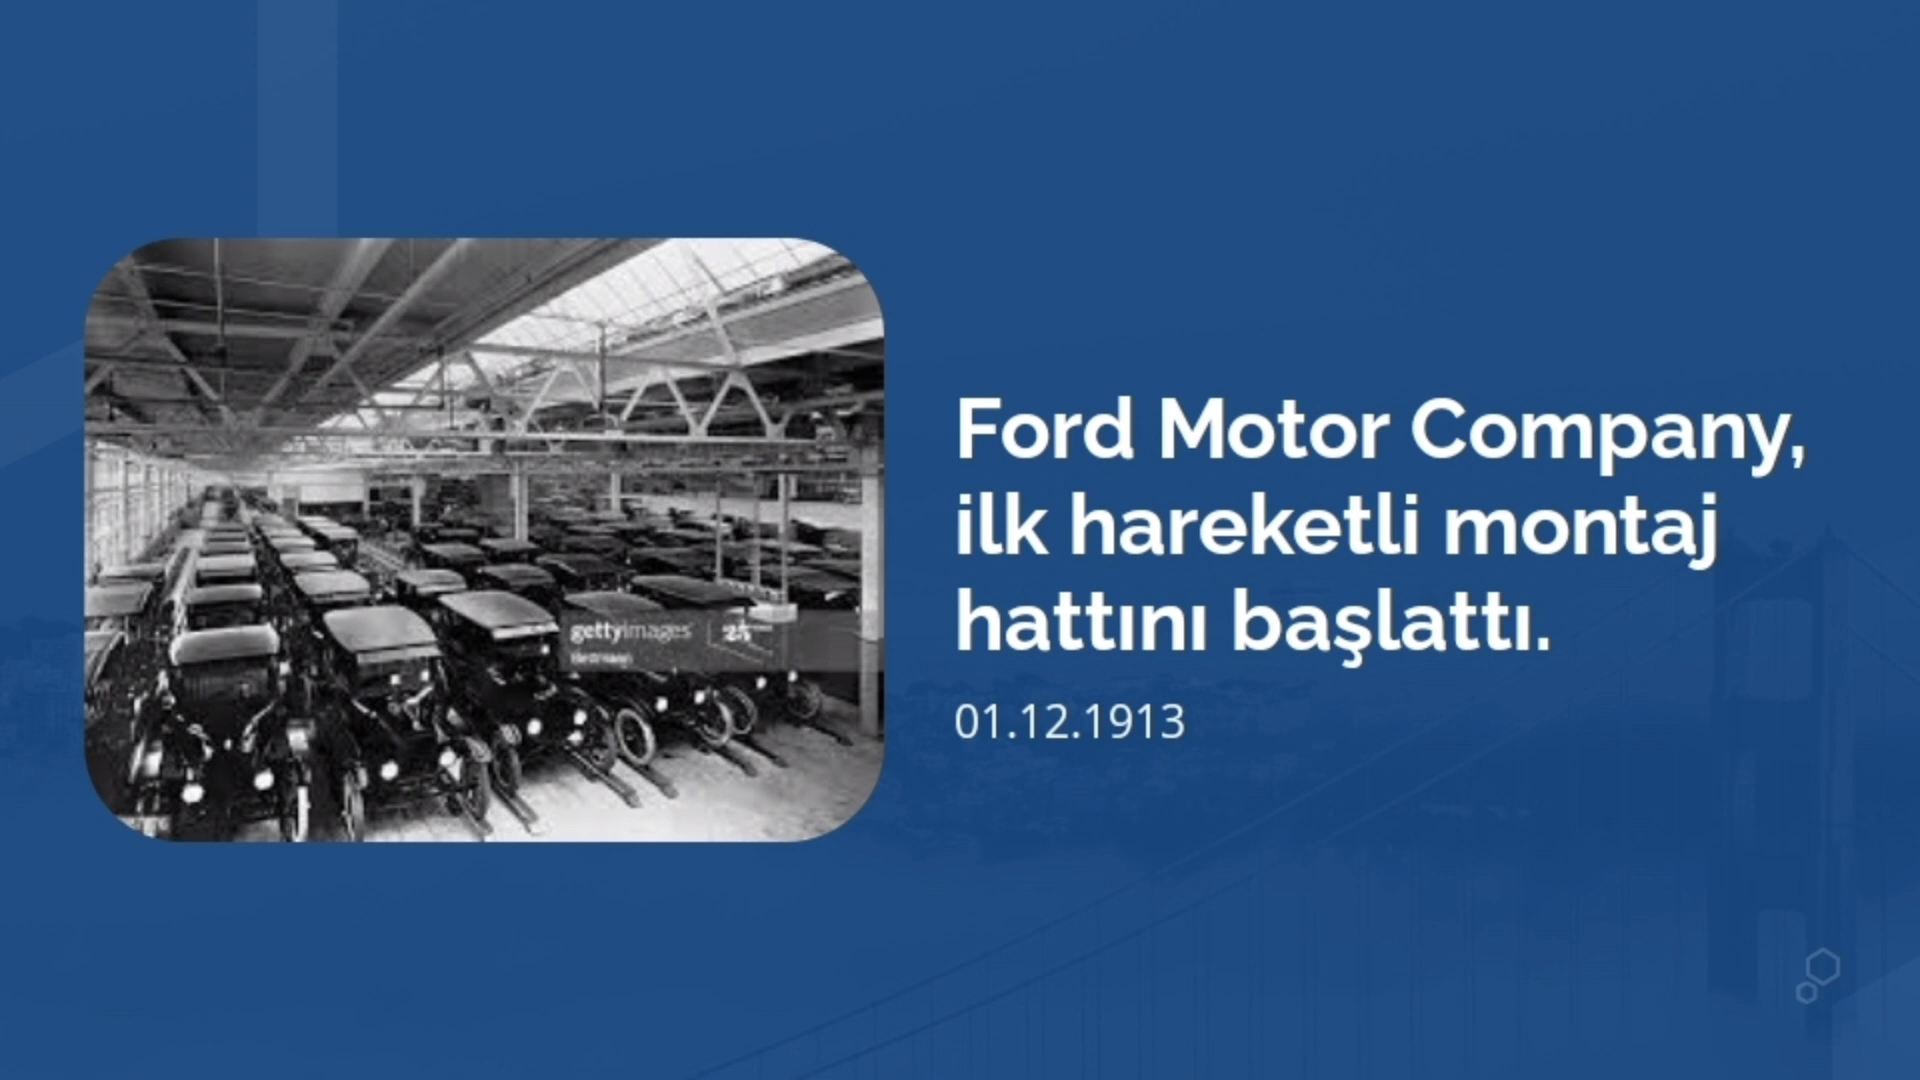 Ford Motor Company,
ilk hareketli montaj
hattını başlattı.
01.12.1913
gettyimages